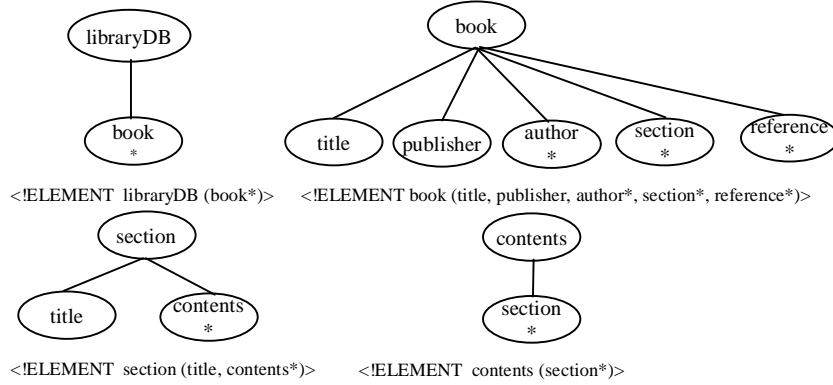 libraryDB
book
*
<!ELEMENT libraryDB (book*)>
book
title
publisher
author
*
section
*
reference
*
<!ELEMENT book (title, publisher, author*, section*, reference*)>
section
title
contents
*
<!ELEMENT section (title, contents*)>
contents
section
*
<!ELEMENT contents (section*)>